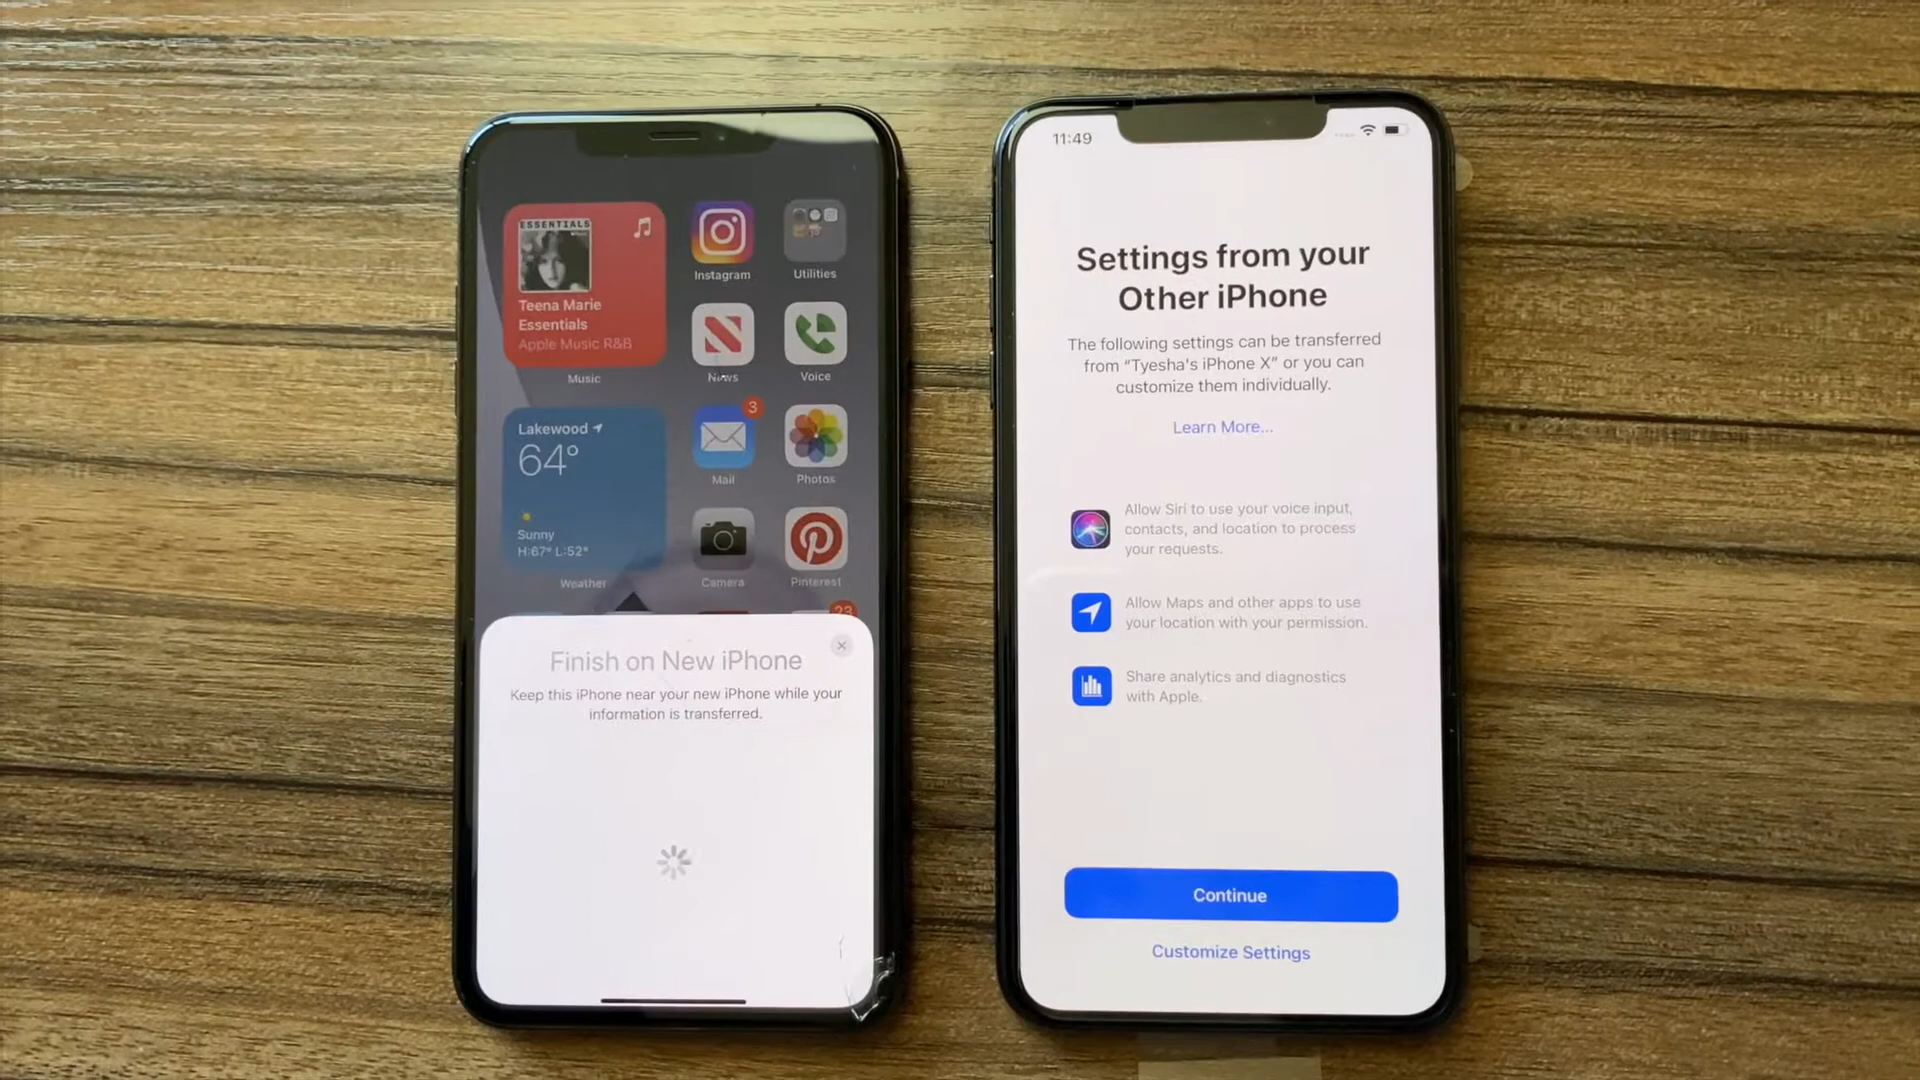 ESSENTIALS
Teena Marie
Essentials
Apple Music R&B
Music
Instagram
Utilities
News
Voice
Lakewood
64°
Sunny
H:67° L:52°
Weather
3
Mail
Photos
Camera
Pinterest
23
Finish on New iPhone
Keep this iPhone near your new iPhone while your
information is transferred.
11:49
Settings from your
Other iPhone
The following settings can be transferred
from “Tyesha's iPhone X” or you can
customize them individually.
Learn More...
Allow Siri to use your voice input,
contacts, and location to process
your requests.
Allow Maps and other apps to use
your location with your permission.
Share analytics and diagnostics
with Apple.
Continue
Customize Settings